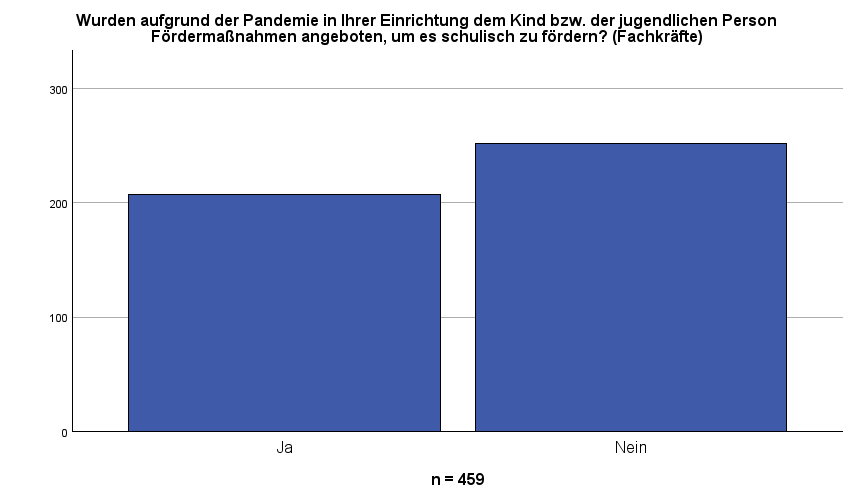 Wurden aufgrund der Pandemie in Ihrer Einrichtung dem Kind bzw. der jugendlichen Person
Fördermaßnahmen angeboten, um es schulisch zu fördern? (Fachkräfte)
300
200
100
0
Ja
Nein
n = 459